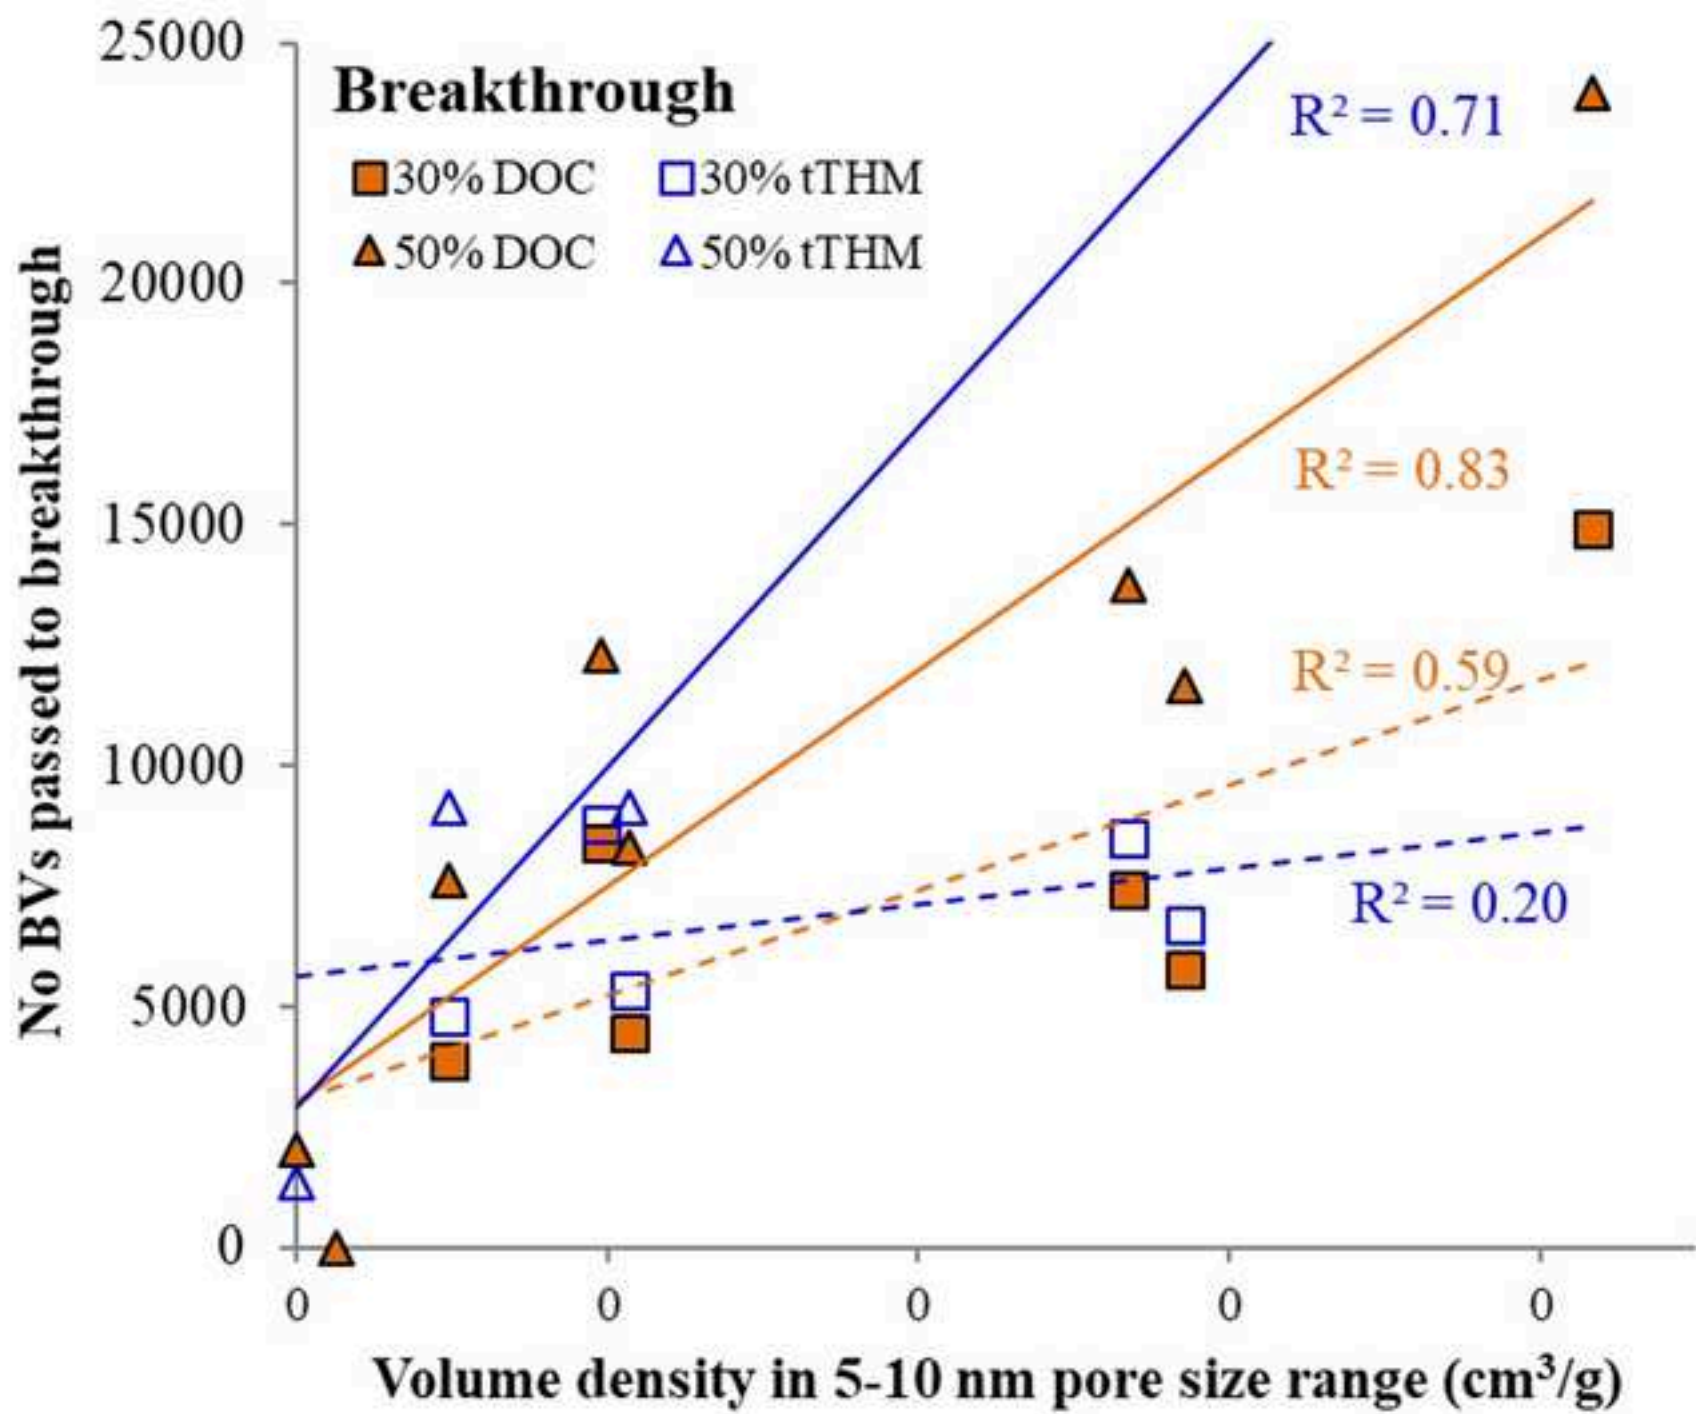 25000
Breakthrough
R² = 0.71
30% DOC
30% tTHM
50% DOC
50% tTHM
20000
R² = 0.83
15000
R² = 0.59
10000
R² = 0.20
5000
0
0 0 0 0 0
No BVs passed to breakthrough
Volume density in 5-10 nm pore size range (cm³/g)